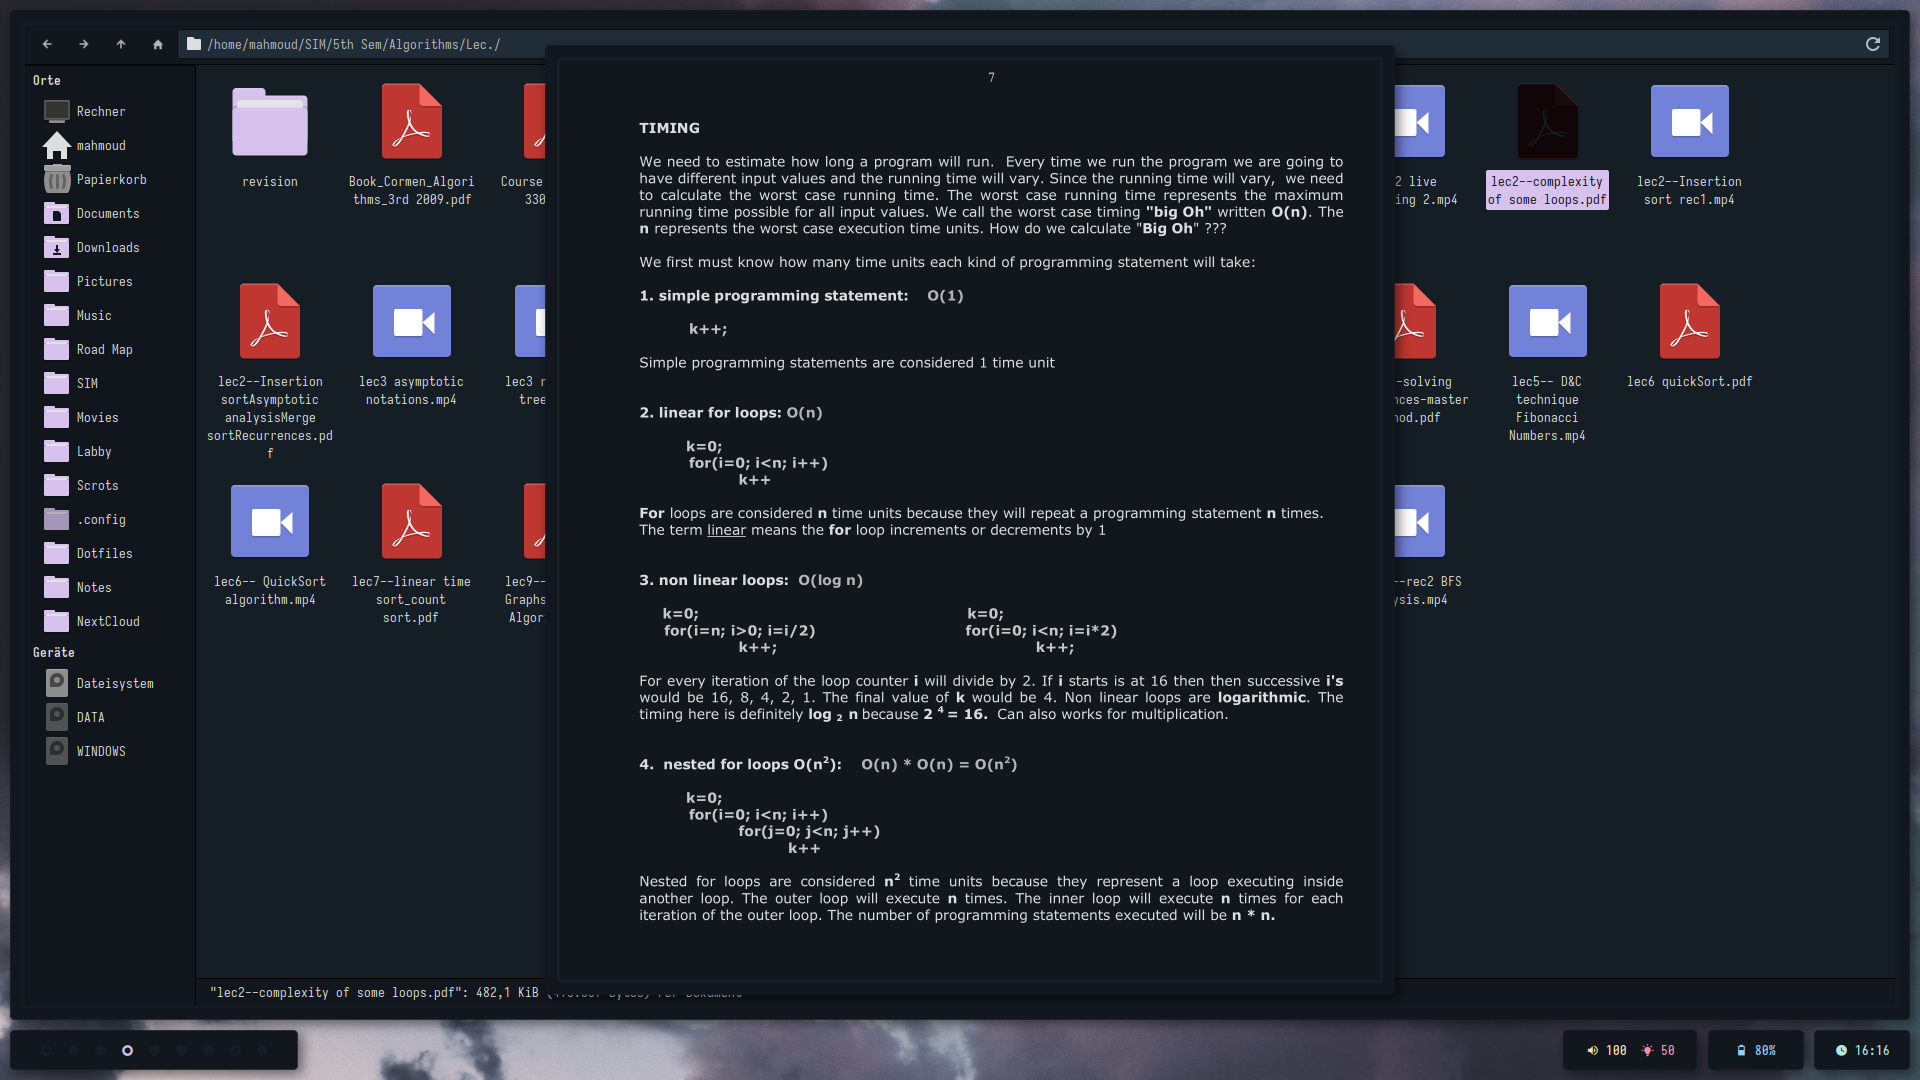 /home/mahmoud/SIM/5th Sem/Algorithms/Lec./
Orte
Rechner
mahmoud
Papierkorb
Documents
Downloads
Pictures
Music
Road Map
SIM
Movies
Labby
Scrots
.config
Dotfiles
Notes
NextCloud
Geräte
Dateisystem
DATA
WINDOWS
revision
Book_Cormen_Algori
thms_3rd 2009.pdf
Course
330
2 live
ing 2.mp4
lec2--complexity
of some loops.pdf
lec2--Insertion
sort rec1.mp4
lec2--Insertion
sortAsymptotic
analysisMerge
sortRecurrences.pd
f
lec3 asymptotic
notations.mp4
lec3 r
tree
-solving
nces-master
hod.pdf
lec5-- D&C
technique
Fibonacci
Numbers.mp4
lec6 quickSort.pdf
lec6-- QuickSort
algorithm.mp4
lec7--linear time
sort_count
sort.pdf
lec9--
Graphs
Algor
--rec2 BFS
ysis.mp4
7
TIMING
We need to estimate how long a program will run. Every time we run the program we are going to
have different input values and the running time will vary. Since the running time will vary, we need
to calculate the worst case running time. The worst case running time represents the maximum
running time possible for all input values. We call the worst case timing "big Oh" written O(n). The
n represents the worst case execution time units. How do we calculate "Big Oh" ???
We first must know how many time units each kind of programming statement will take:
1. simple programming statement: O(1)
k++;
Simple programming statements are considered 1 time unit
2. linear for loops: O(n)
k=0;
for(i=0; i<n; i++)
k++
For loops are considered n time units because they will repeat a programming statement n times.
The term linear means the for loop increments or decrements by 1
3. non linear loops: O(log n)
k=0; k=0;
for(i=n; i>0; i=i/2) for(i=0; i<n; i=i*2)
k++; k++;
For every iteration of the loop counter i will divide by 2. If i starts is at 16 then then successive i's
would be 16, 8, 4, 2, 1. The final value of k would be 4. Non linear loops are logarithmic. The
timing here is definitely log ₂ n because 2 ⁴ = 16. Can also works for multiplication.
4. nested for loops O(n²): O(n) * O(n) = O(n²)
k=0;
for(i=0; i<n; i++)
for(j=0; j<n; j++)
k++
Nested for loops are considered n² time units because they represent a loop executing inside
another loop. The outer loop will execute n times. The inner loop will execute n times for each
iteration of the outer loop. The number of programming statements executed will be n * n.
"lec2--complexity of some loops.pdf": 482,1 KiB
100
50
80%
16:16